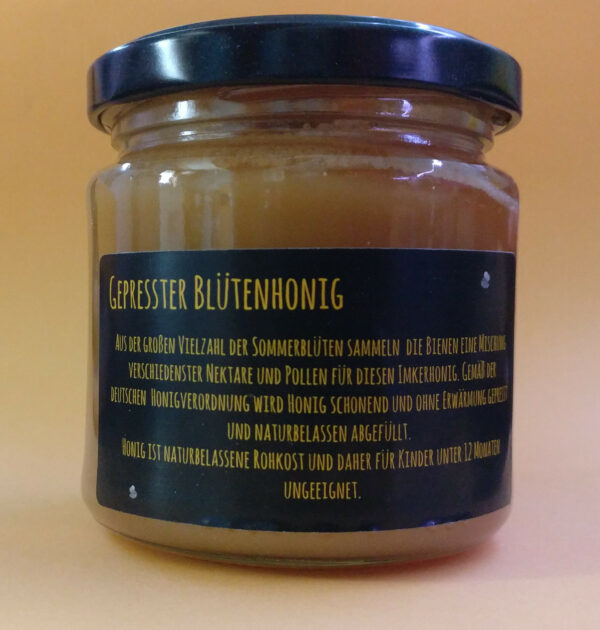 Gepresster Blütenhonig
Aus der großen Vielzahl der Sommerblüten sammeln die Bienen eine Mischung
verschiedenster Nektare und Pollen für diesen Imkerhonig. Gemäß der
deutschen Honigverordnung wird Honig schonend und ohne Erwärmung gepresst
und naturbelassen abgefüllt.
Honig ist naturbelassene Rohkost und daher für Kinder unter 12 Monaten
ungeeignet.